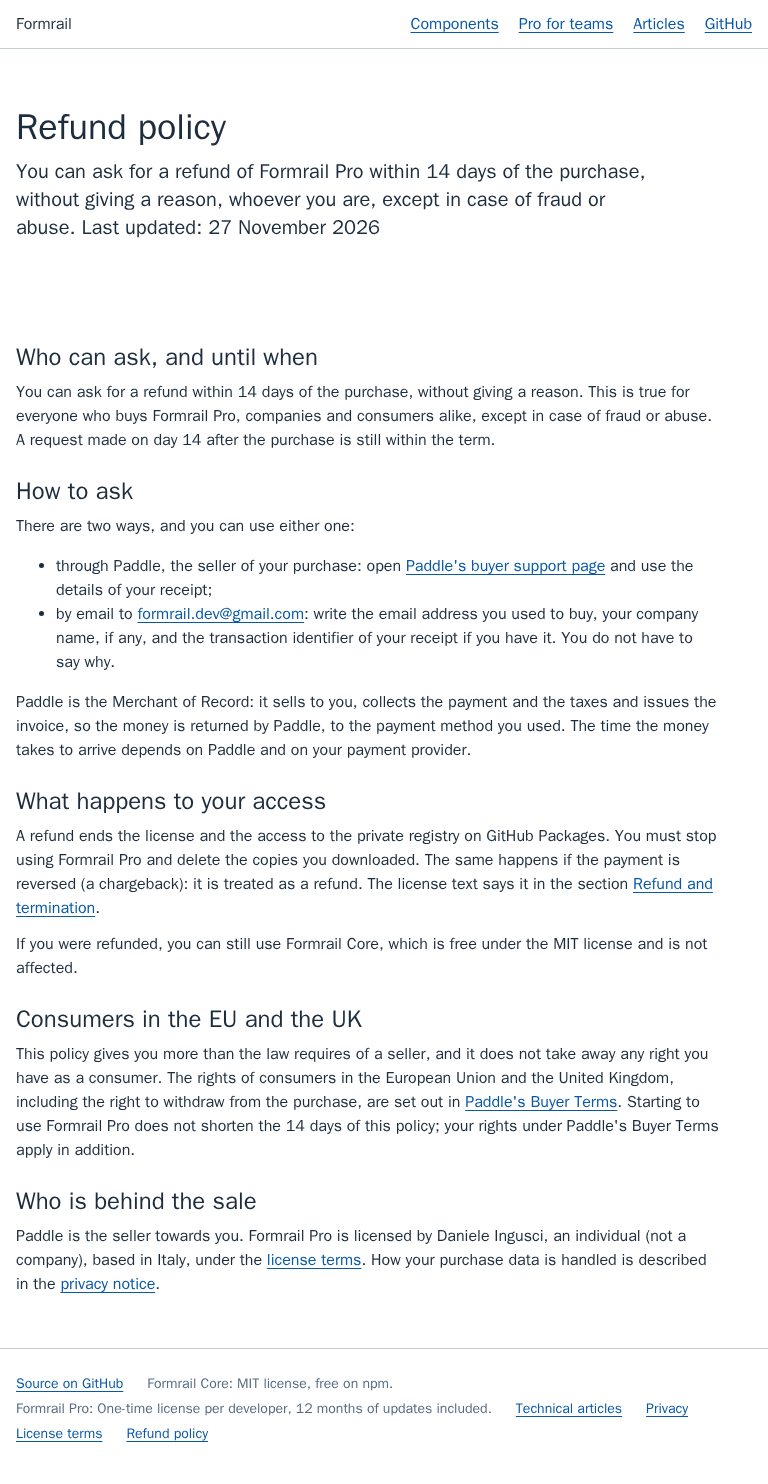 Formrail Components Pro for teams Articles GitHub
Refund policy
You can ask for a refund of Formrail Pro within 14 days of the purchase,
without giving a reason, whoever you are, except in case of fraud or
abuse. Last updated: 27 November 2026
Who can ask, and until when
You can ask for a refund within 14 days of the purchase, without giving a reason. This is true for
everyone who buys Formrail Pro, companies and consumers alike, except in case of fraud or abuse.
A request made on day 14 after the purchase is still within the term.
How to ask
There are two ways, and you can use either one:
• through Paddle, the seller of your purchase: open Paddle's buyer support page and use the
details of your receipt;
• by email to formrail.dev@gmail.com: write the email address you used to buy, your company
name, if any, and the transaction identifier of your receipt if you have it. You do not have to
say why.
Paddle is the Merchant of Record: it sells to you, collects the payment and the taxes and issues the
invoice, so the money is returned by Paddle, to the payment method you used. The time the money
takes to arrive depends on Paddle and on your payment provider.
What happens to your access
A refund ends the license and the access to the private registry on GitHub Packages. You must stop
using Formrail Pro and delete the copies you downloaded. The same happens if the payment is
reversed (a chargeback): it is treated as a refund. The license text says it in the section Refund and
termination.
If you were refunded, you can still use Formrail Core, which is free under the MIT license and is not
affected.
Consumers in the EU and the UK
This policy gives you more than the law requires of a seller, and it does not take away any right you
have as a consumer. The rights of consumers in the European Union and the United Kingdom,
including the right to withdraw from the purchase, are set out in Paddle's Buyer Terms. Starting to
use Formrail Pro does not shorten the 14 days of this policy; your rights under Paddle's Buyer Terms
apply in addition.
Who is behind the sale
Paddle is the seller towards you. Formrail Pro is licensed by Daniele Ingusci, an individual (not a
company), based in Italy, under the license terms. How your purchase data is handled is described
in the privacy notice.
Source on GitHub Formrail Core: MIT license, free on npm.
Formrail Pro: One-time license per developer, 12 months of updates included. Technical articles Privacy
License terms Refund policy